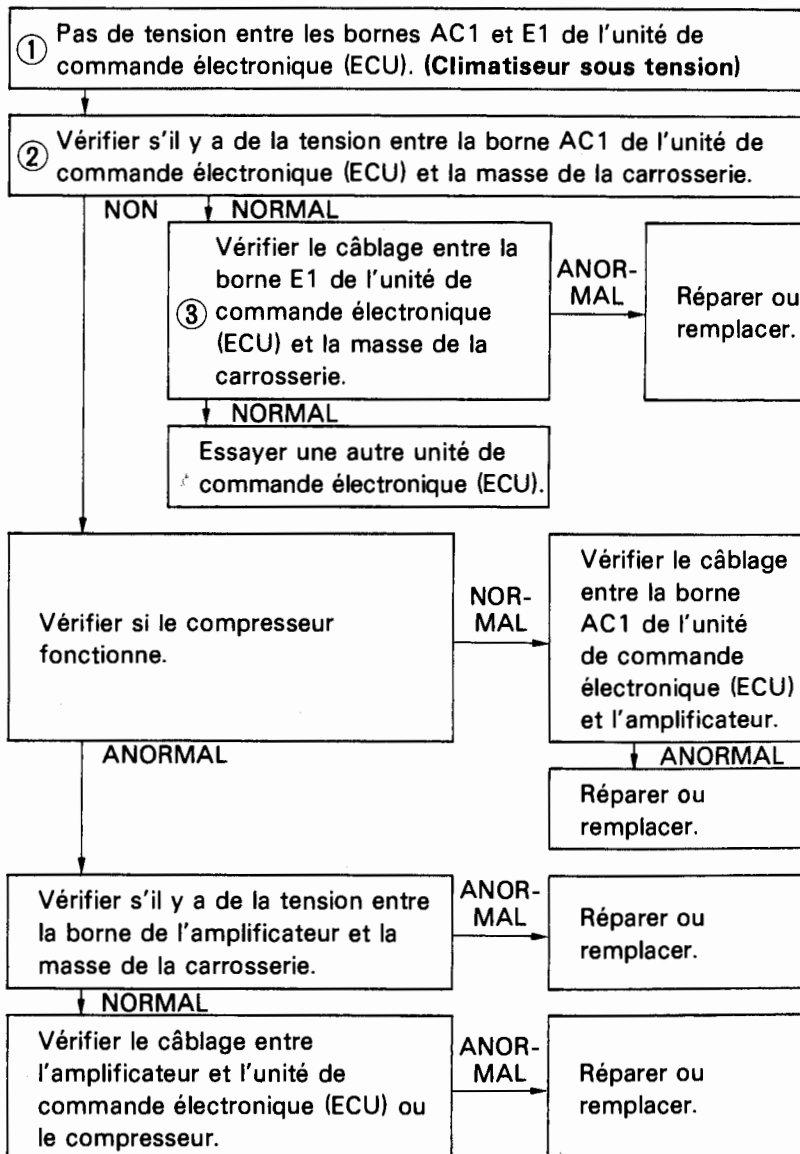 ① Pas de tension entre les bornes AC1 et E1 de l'unité de
commande électronique (ECU). (Climatiseur sous tension)
② Vérifier s'il y a de la tension entre la borne AC1 de l'unité de
commande électronique (ECU) et la masse de la carrosserie.
NON
NORMAL
Vérifier le câblage entre la
borne E1 de l'unité de
③ commande électronique
(ECU) et la masse de la
carrosserie.
ANOR-
MAL
Réparer ou
remplacer.
NORMAL
Essayer une autre unité de
commande électronique (ECU).
Vérifier si le compresseur
fonctionne.
NOR-
MAL
Vérifier le câblage
entre la borne
AC1 de l'unité
de commande
électronique (ECU)
et l'amplificateur.
ANORMAL
ANORMAL
Réparer ou
remplacer.
Vérifier s'il y a de la tension entre
la borne de l'amplificateur et la
masse de la carrosserie.
ANOR-
MAL
Réparer ou
remplacer.
NORMAL
Vérifier le câblage entre
l'amplificateur et l'unité de
commande électronique (ECU) ou
le compresseur.
ANOR-
MAL
Réparer ou
remplacer.